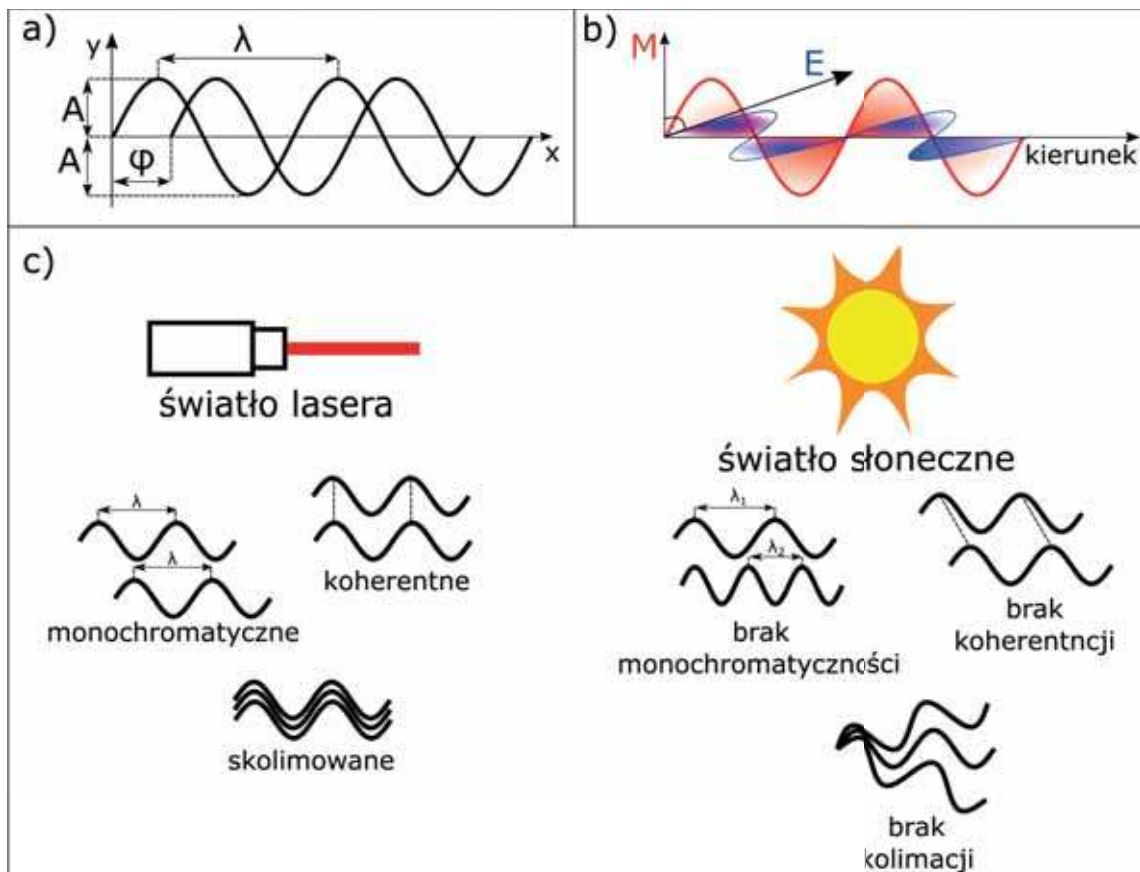 a)
y
λ
A
A
φ
x
b)
M
E
kierunek
c)
światło lasera
λ
λ
monochromatyczne
koherentne
skolimowane
światło słoneczne
λ₁
λ₂
brak
monochromatyczności
brak
koherentncji
brak
kolimacji